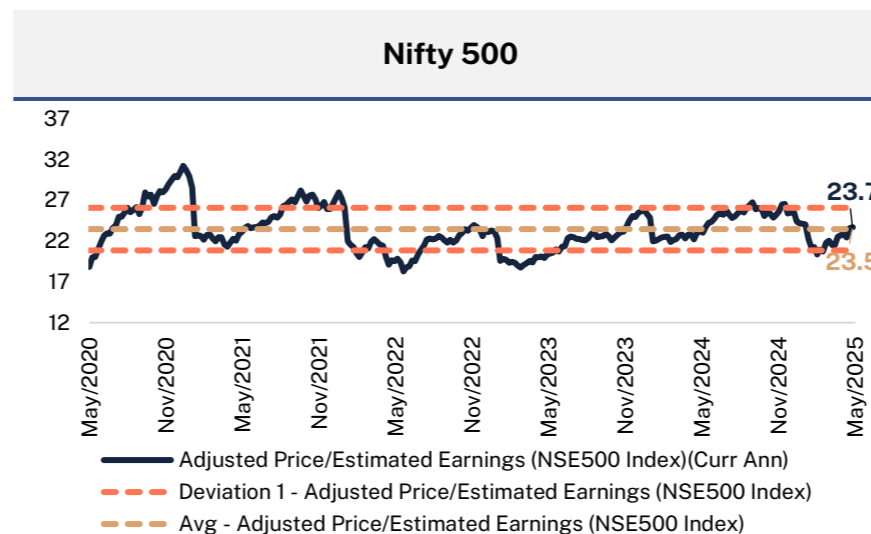 Nifty 500
37
32
27
22
17
12
23.7
23.5
May/2020
Nov/2020
May/2021
Nov/2021
May/2022
Nov/2022
May/2023
Nov/2023
May/2024
Nov/2024
May/2025
Adjusted Price/Estimated Earnings (NSE500 Index)(Curr Ann)
Deviation 1 - Adjusted Price/Estimated Earnings (NSE500 Index)
Avg - Adjusted Price/Estimated Earnings (NSE500 Index)